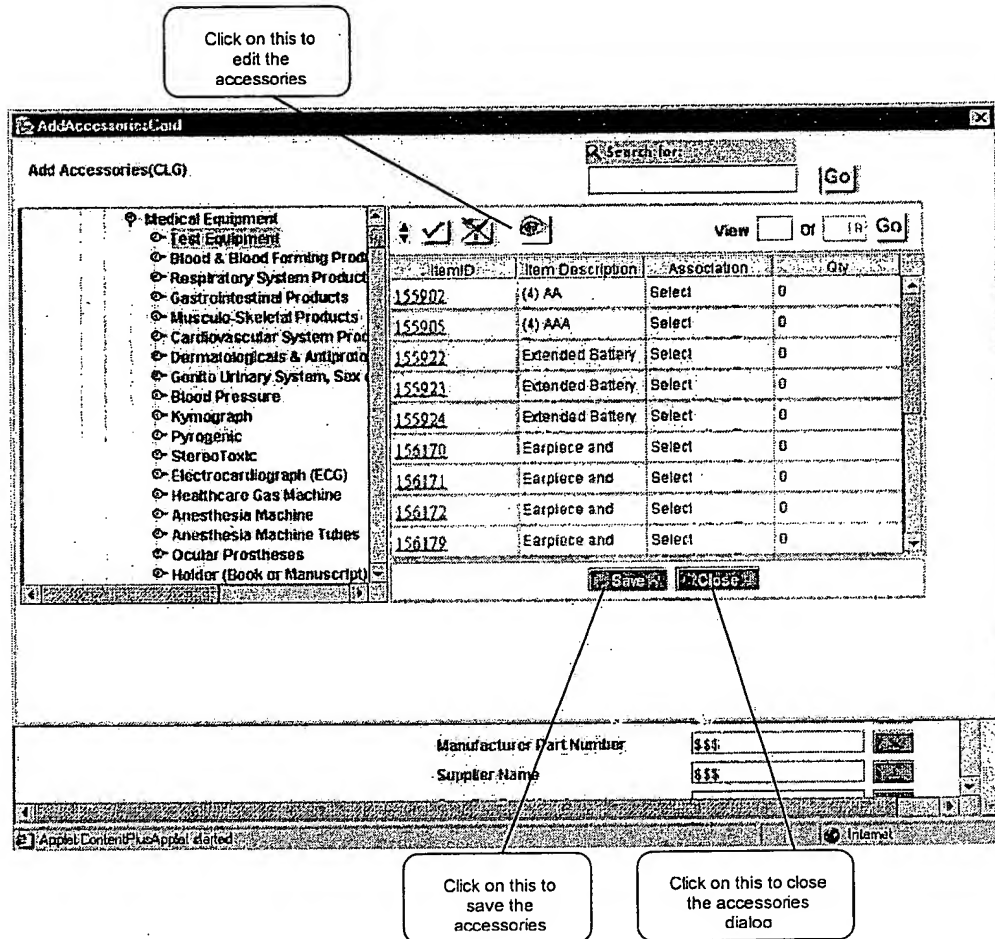 Click on this to
edit the
accessories
AddAccessoriesCard
Add Accessories(CLG)
Search for:
Go
Medical Equipment
Test Equipment
Blood & Blood Forming Prod
Respiratory System Product
Gastrointestinal Products
Musculo-Skeletal Products
Cardiovascular System Prod
Dermatologicals & Antiproto
Genito Urinary System, Sex
Blood Pressure
Kymograph
Pyrogenic
StereoToxic
Electrocardiograph (ECG)
Healthcare Gas Machine
Anesthesia Machine
Anesthesia Machine Tubes
Ocular Prostheses
Holder (Book or Manuscript)
View Of Go
ItemID Item Description Association Qty
155902 (4) AA Select 0
155905 (4) AAA Select 0
155922 Extended Battery Select 0
155923 Extended Battery Select 0
155924 Extended Battery Select 0
156170 Earpiece and Select 0
156171 Earpiece and Select 0
156172 Earpiece and Select 0
156179 Earpiece and Select 0
Save Close
Manufacturer Part Number $$$
Supplier Name $$$
Applet ContentPlusApplet started Internet
Click on this to
save the
accessories
Click on this to close
the accessories
dialog